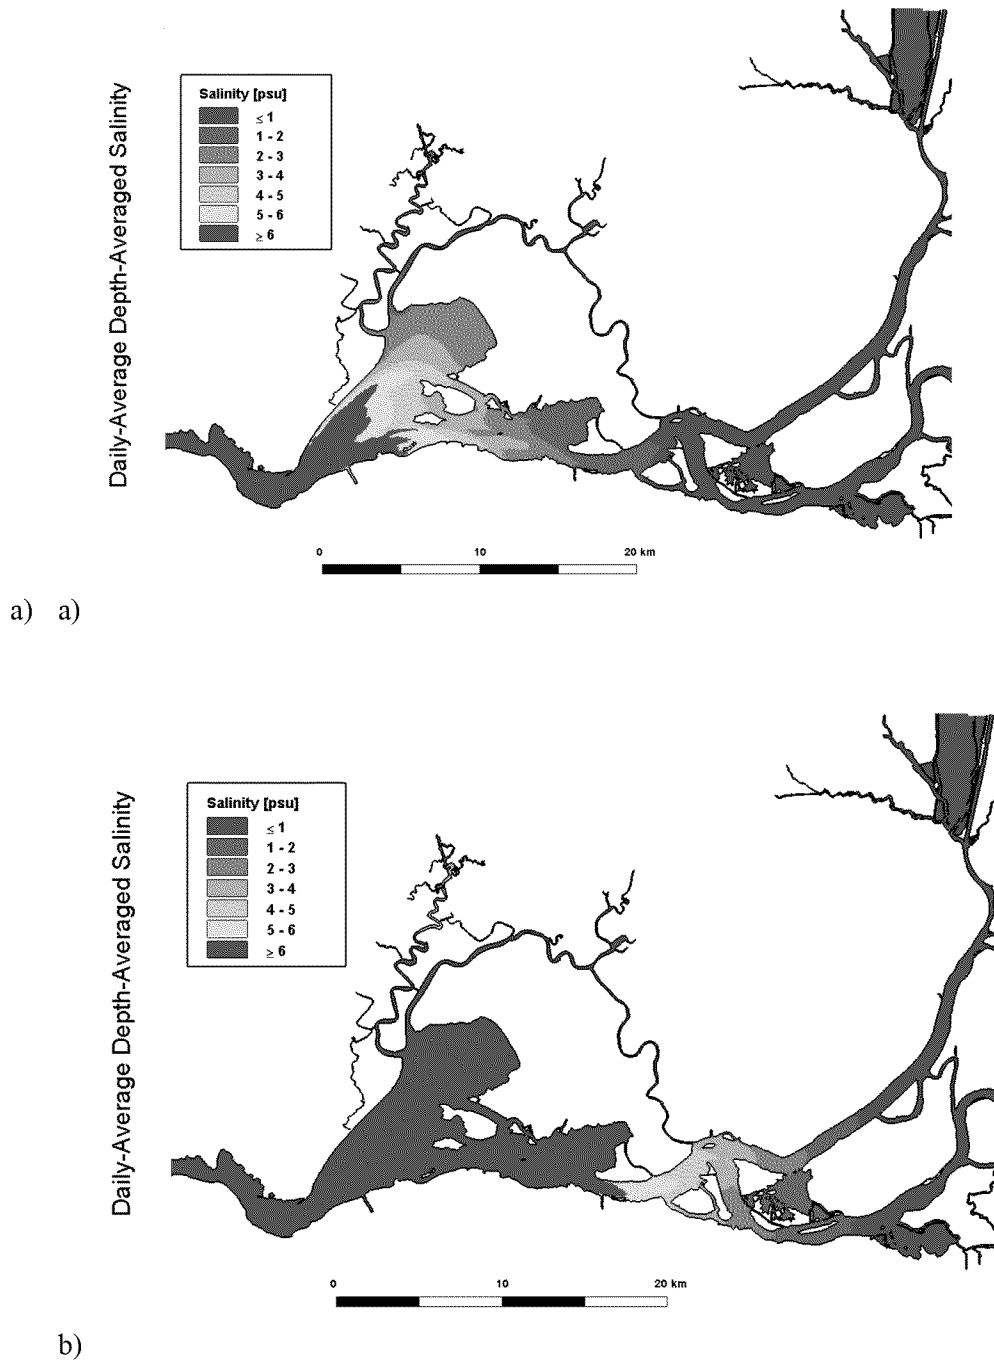 Daily-Average Depth-Averaged Salinity
Salinity [psu]
≤ 1
1 - 2
2 - 3
3 - 4
4 - 5
5 - 6
≥ 6
0 10 20 km
a) a)
Daily-Average Depth-Averaged Salinity
Salinity [psu]
≤ 1
1 - 2
2 - 3
3 - 4
4 - 5
5 - 6
≥ 6
0 10 20 km
b)